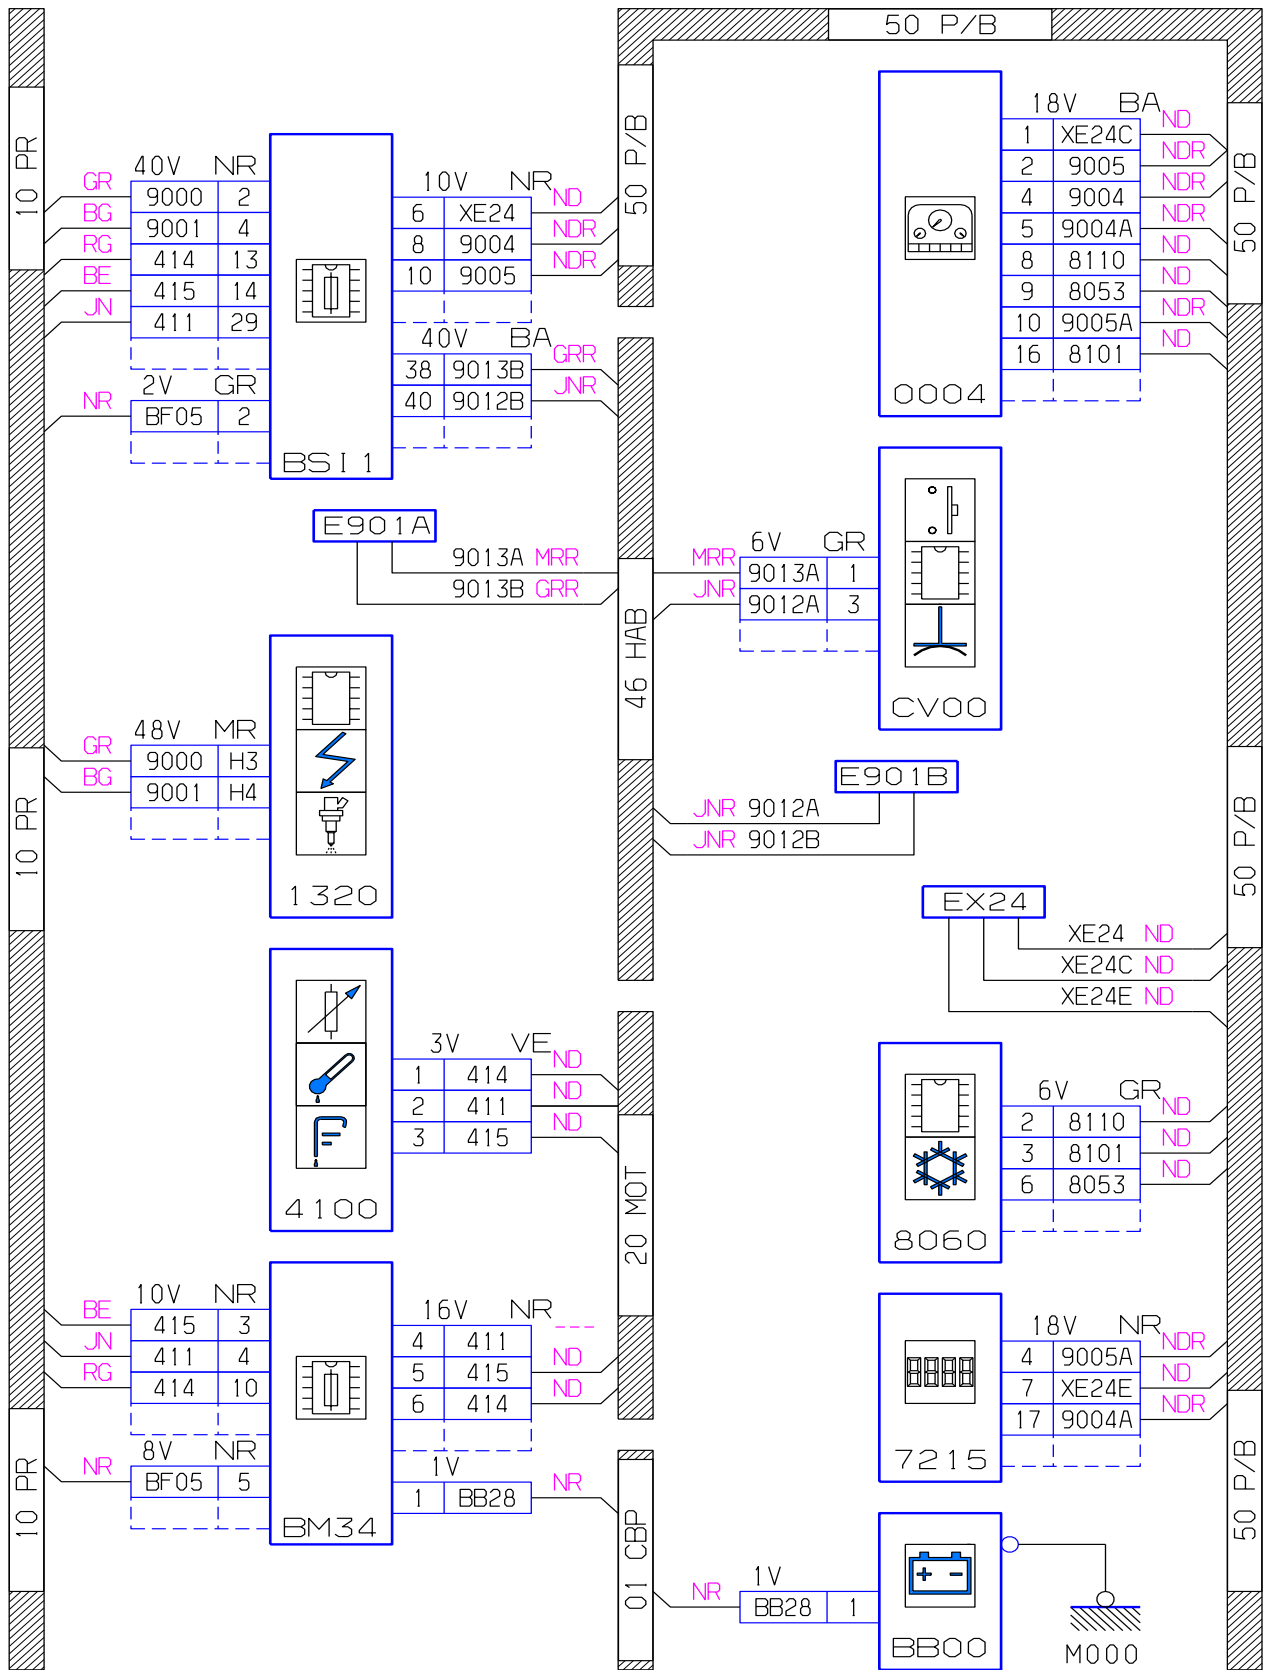 50 P/B
10 PR
40V NR
GR 9000 2
BG 9001 4
RG 414 13
BE 415 14
JN 411 29
2V GR
NR BF05 2
BSI1
10V NR
6 XE24 ND
8 9004 NDR
10 9005 NDR
40V BA
38 9013B GRR
40 9012B JNR
50 P/B
18V BA
1 XE24C ND
2 9005 NDR
4 9004 NDR
5 9004A NDR
8 8110 ND
9 8053 ND
10 9005A NDR
16 8101 ND
0004
50 P/B
E901A
9013A MRR
9013B GRR
46 HAB
6V GR
MRR 9013A 1
JNR 9012A 3
CV00
10 PR
48V MR
GR 9000 H3
BG 9001 H4
1320
E901B
JNR 9012A
JNR 9012B
50 P/B
EX24
XE24 ND
XE24C ND
XE24E ND
4100
3V VE
1 414 ND
2 411 ND
3 415 ND
20 MOT
6V GR
2 8110 ND
3 8101 ND
6 8053 ND
8060
10V NR
BE 415 3
JN 411 4
RG 414 10
8V NR
NR BF05 5
BM34
10 PR
16V NR
4 411 ---
5 415 ND
6 414 ND
1V
1 BB28 NR
01 CBP
18V NR
4 9005A NDR
7 XE24E ND
17 9004A NDR
7215
50 P/B
1V
NR BB28 1
+ -
BB00
M000